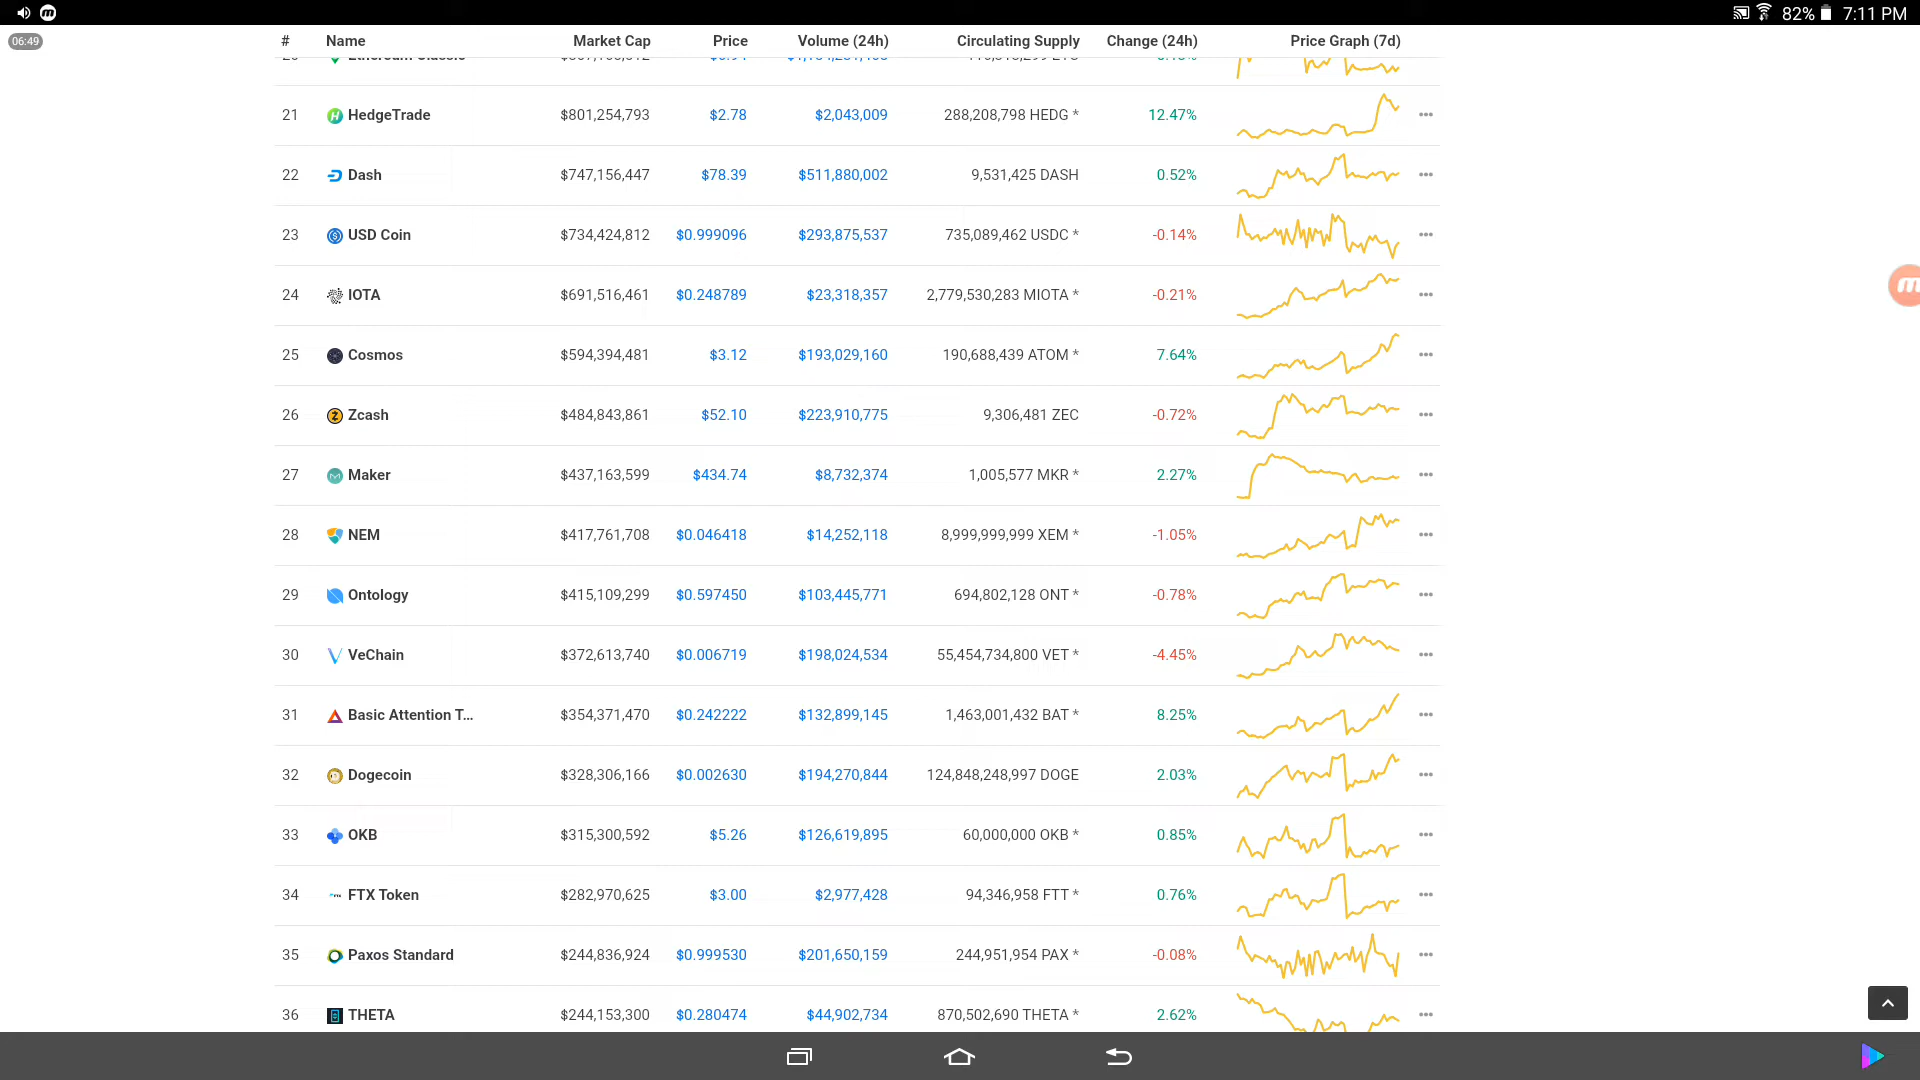 82% 7:11 PM
06:49
# Name Market Cap Price Volume (24h) Circulating Supply Change (24h) Price Graph (7d)
21 HedgeTrade $801,254,793 $2.78 $2,043,009 288,208,798 HEDG * 12.47%
22 Dash $747,156,447 $78.39 $511,880,002 9,531,425 DASH 0.52%
23 USD Coin $734,424,812 $0.999096 $293,875,537 735,089,462 USDC * -0.14%
24 IOTA $691,516,461 $0.248789 $23,318,357 2,779,530,283 MIOTA * -0.21%
25 Cosmos $594,394,481 $3.12 $193,029,160 190,688,439 ATOM * 7.64%
26 Zcash $484,843,861 $52.10 $223,910,775 9,306,481 ZEC -0.72%
27 Maker $437,163,599 $434.74 $8,732,374 1,005,577 MKR * 2.27%
28 NEM $417,761,708 $0.046418 $14,252,118 8,999,999,999 XEM * -1.05%
29 Ontology $415,109,299 $0.597450 $103,445,771 694,802,128 ONT * -0.78%
30 VeChain $372,613,740 $0.006719 $198,024,534 55,454,734,800 VET * -4.45%
31 Basic Attention T... $354,371,470 $0.242222 $132,899,145 1,463,001,432 BAT * 8.25%
32 Dogecoin $328,306,166 $0.002630 $194,270,844 124,848,248,997 DOGE 2.03%
33 OKB $315,300,592 $5.26 $126,619,895 60,000,000 OKB * 0.85%
34 FTX Token $282,970,625 $3.00 $2,977,428 94,346,958 FTT * 0.76%
35 Paxos Standard $244,836,924 $0.999530 $201,650,159 244,951,954 PAX * -0.08%
36 THETA $244,153,300 $0.280474 $44,902,734 870,502,690 THETA * 2.62%